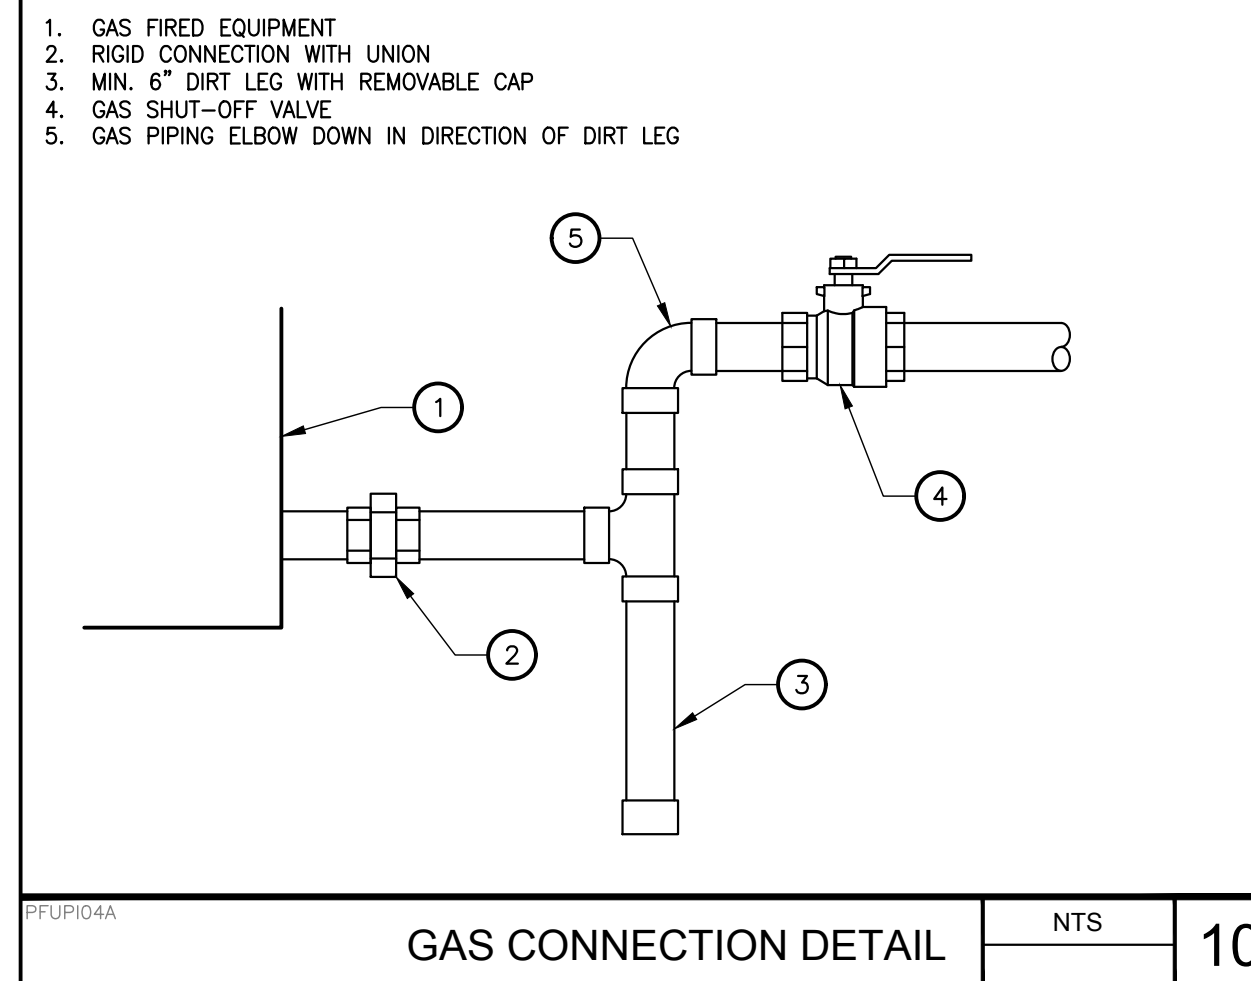 1. GAS FIRED EQUIPMENT
2. RIGID CONNECTION WITH UNION
3. MIN. 6" DIRT LEG WITH REMOVABLE CAP
4. GAS SHUT-OFF VALVE
5. GAS PIPING ELBOW DOWN IN DIRECTION OF DIRT LEG
5
1
4
2
3
PFUPI04A
GAS CONNECTION DETAIL
NTS
10